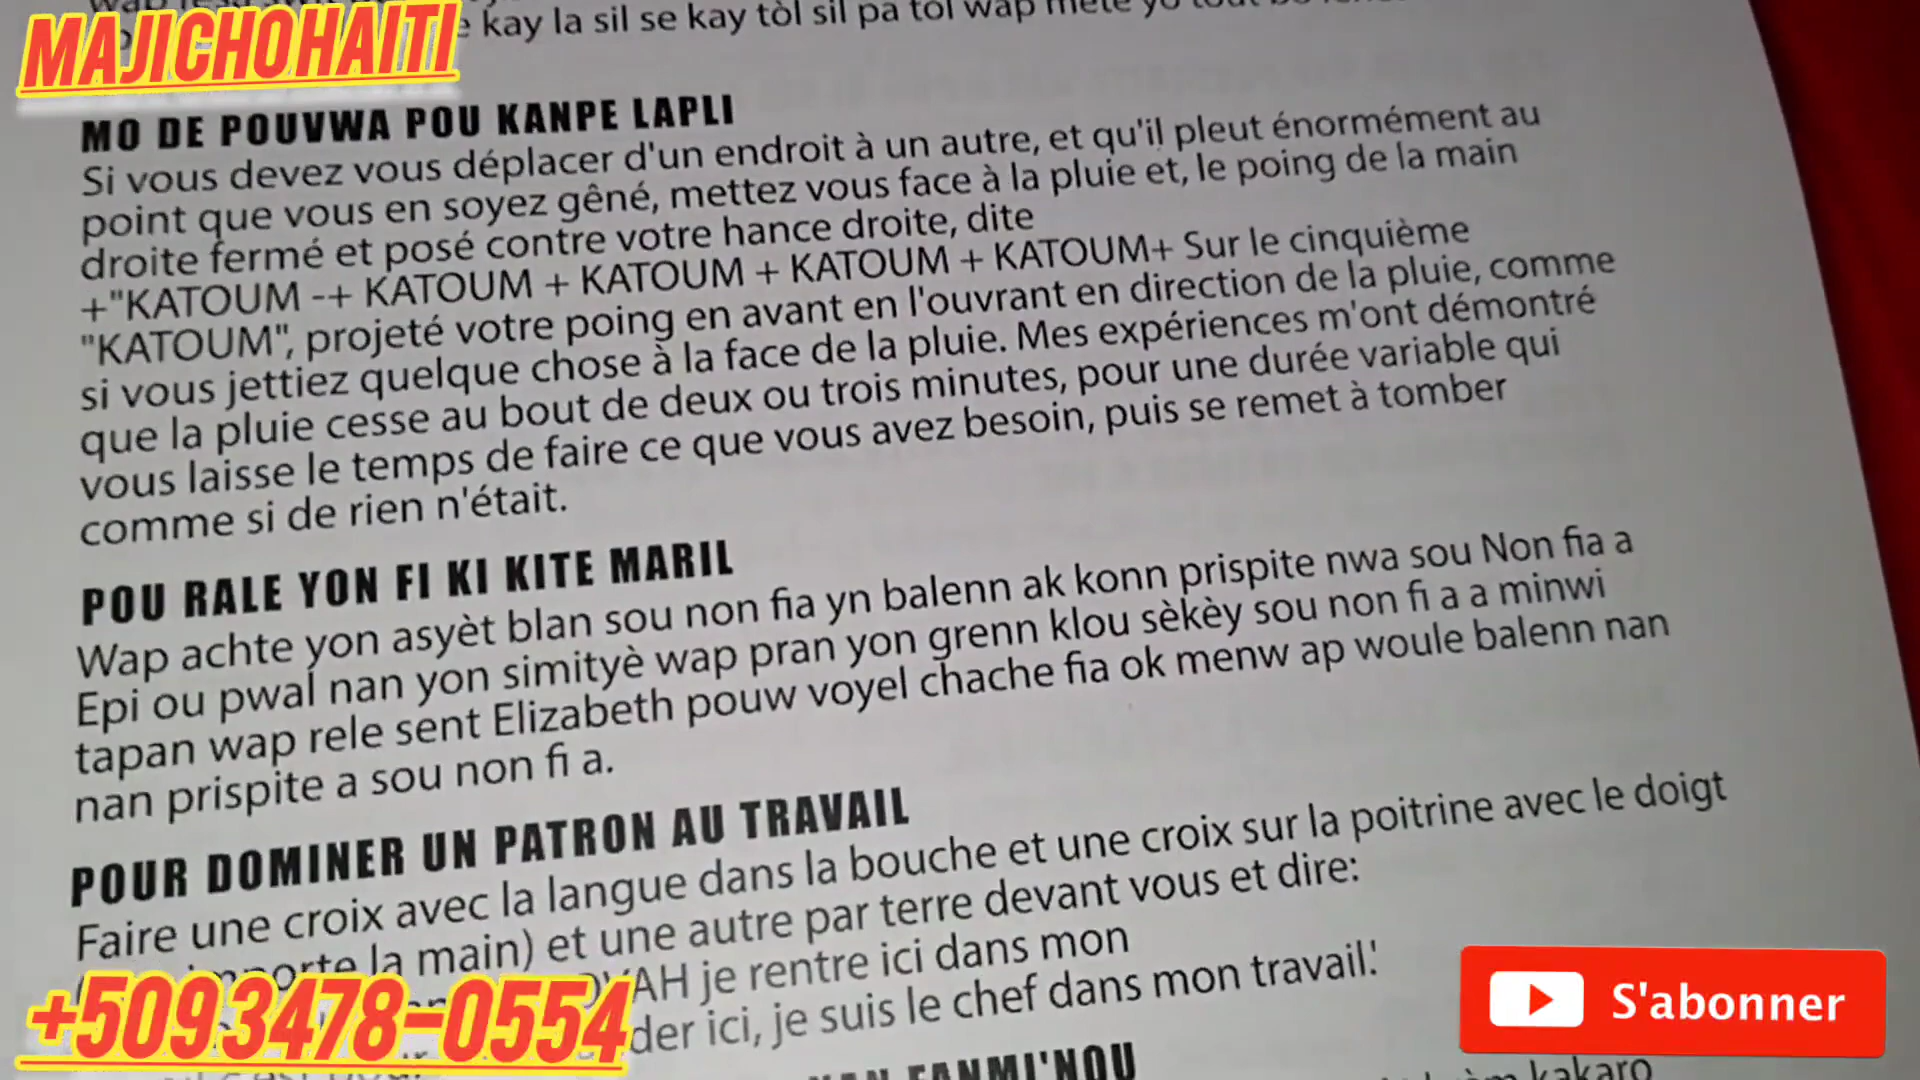 kay la sil se kay tòl sil pa tol wap mete yo tout
MAJICHOHAITI
MO DE POUVWA POU KANPE LAPLI
Si vous devez vous déplacer d'un endroit à un autre, et qu'il pleut énormément au
point que vous en soyez gêné, mettez vous face à la pluie et, le poing de la main
droite fermé et posé contre votre hance droite, dite
+"KATOUM -+ KATOUM + KATOUM + KATOUM + KATOUM+ Sur le cinquième
"KATOUM", projeté votre poing en avant en l'ouvrant en direction de la pluie, comme
si vous jettiez quelque chose à la face de la pluie. Mes expériences m'ont démontré
que la pluie cesse au bout de deux ou trois minutes, pour une durée variable qui
vous laisse le temps de faire ce que vous avez besoin, puis se remet à tomber
comme si de rien n'était.
POU RALE YON FI KI KITE MARIL
Wap achte yon asyèt blan sou non fia yn balenn ak konn prispite nwa sou Non fia a
Epi ou pwal nan yon simityè wap pran yon grenn klou sèkèy sou non fi a a minwi
tapan wap rele sent Elizabeth pouw voyel chache fia ok menw ap woule balenn nan
nan prispite a sou non fi a.
POUR DOMINER UN PATRON AU TRAVAIL
Faire une croix avec la langue dans la bouche et une croix sur la poitrine avec le doigt
la main) et une autre par terre devant vous et dire:
je rentre ici dans mon
ici, je suis le chef dans mon travail.'
+5093478-0554
S'abonner
FANMI'NOU
kakaro